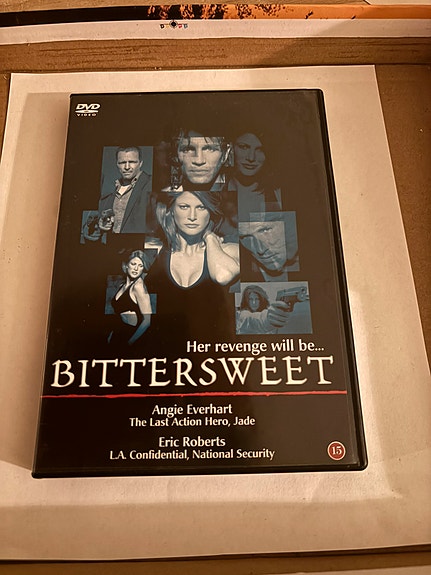 DVD
VIDEO
Her revenge will be...
BITTERSWEET
Angie Everhart
The Last Action Hero, Jade
Eric Roberts
L.A. Confidential, National Security
15